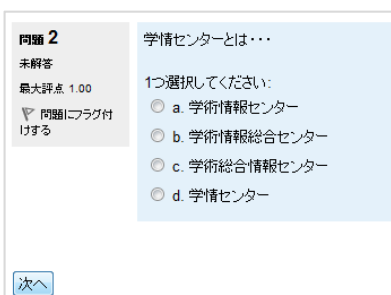 問題 2
未解答
最大評点 1.00
問題にフラグ付
けする
学情センターとは・・・
1つ選択してください:
a. 学術情報センター
b. 学術情報総合センター
c. 学術総合情報センター
d. 学情センター
次へ